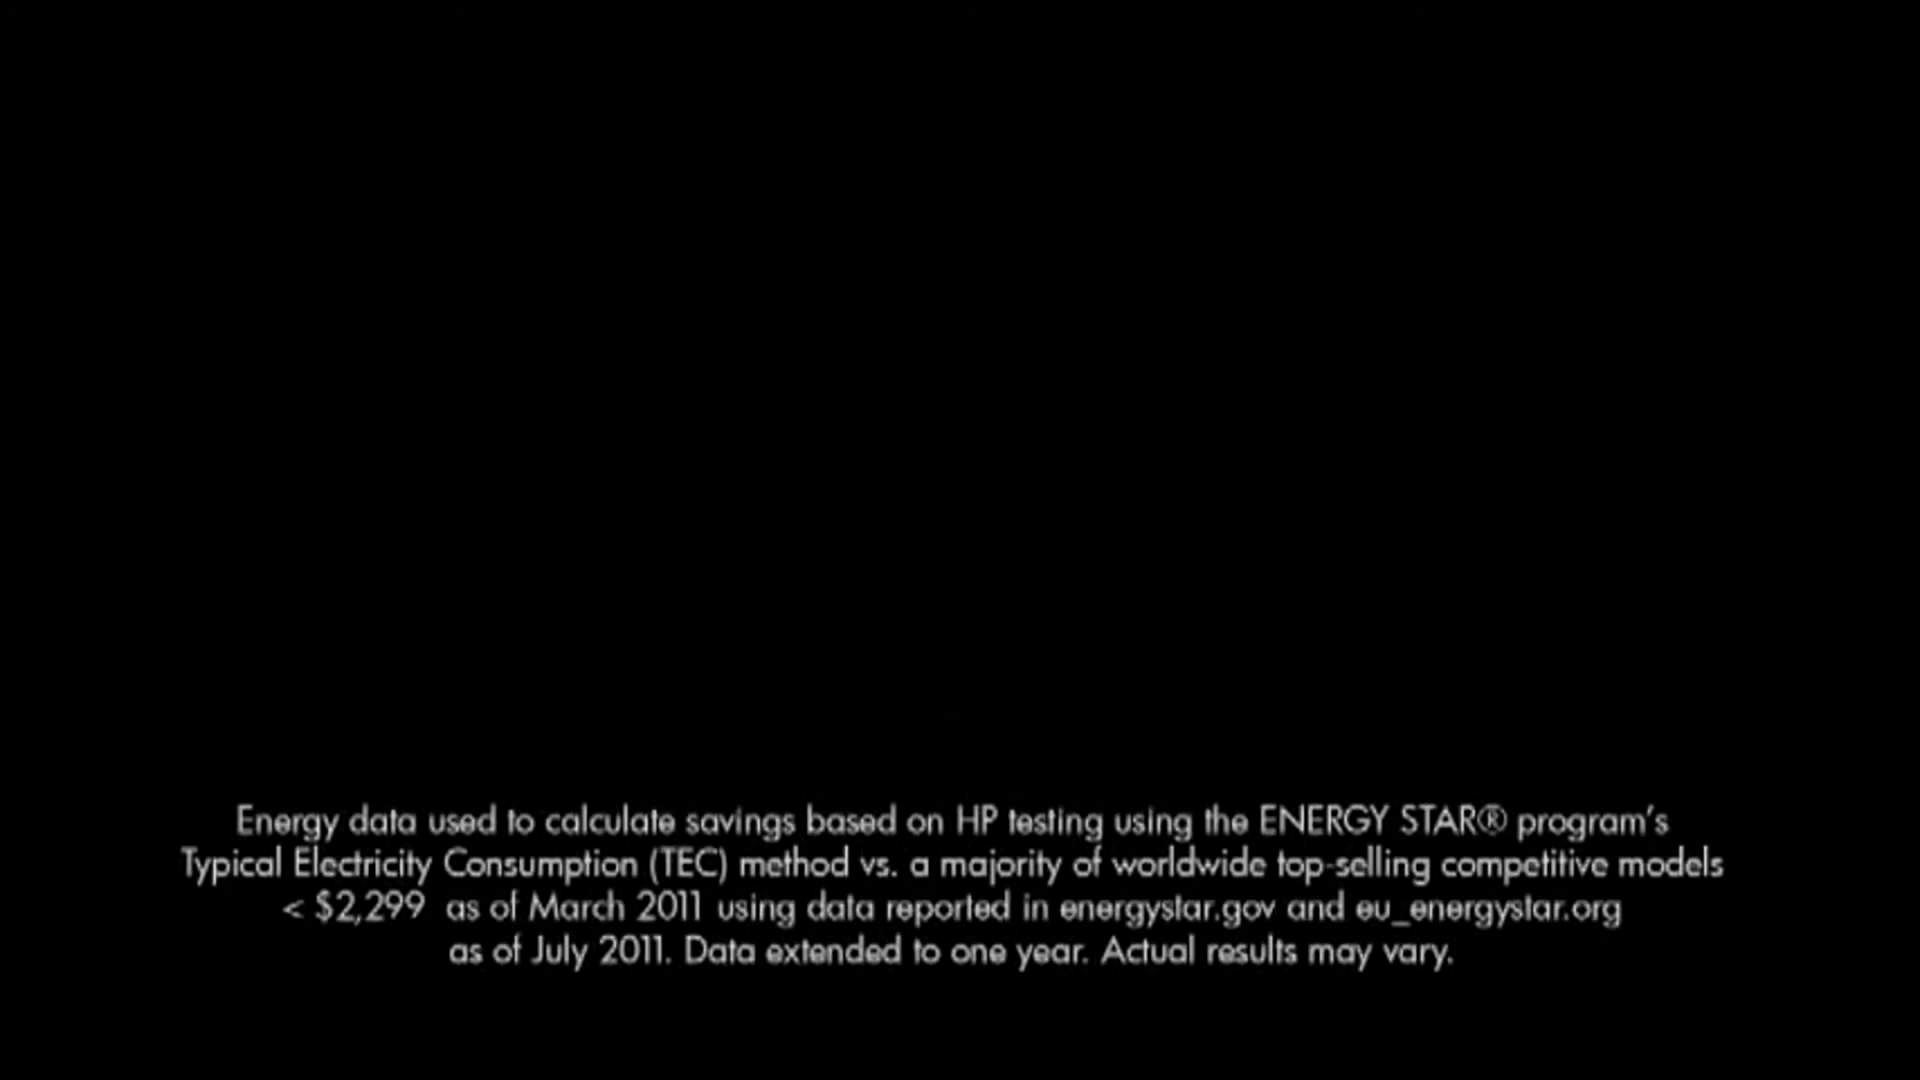 Energy data used to calculate savings based on HP testing using the ENERGY STAR® program's
Typical Electricity Consumption (TEC) method vs. a majority of worldwide top-selling competitive models
< $2,299 as of March 2011 using data reported in energystar.gov and eu_energystar.org
as of July 2011. Data extended to one year. Actual results may vary.